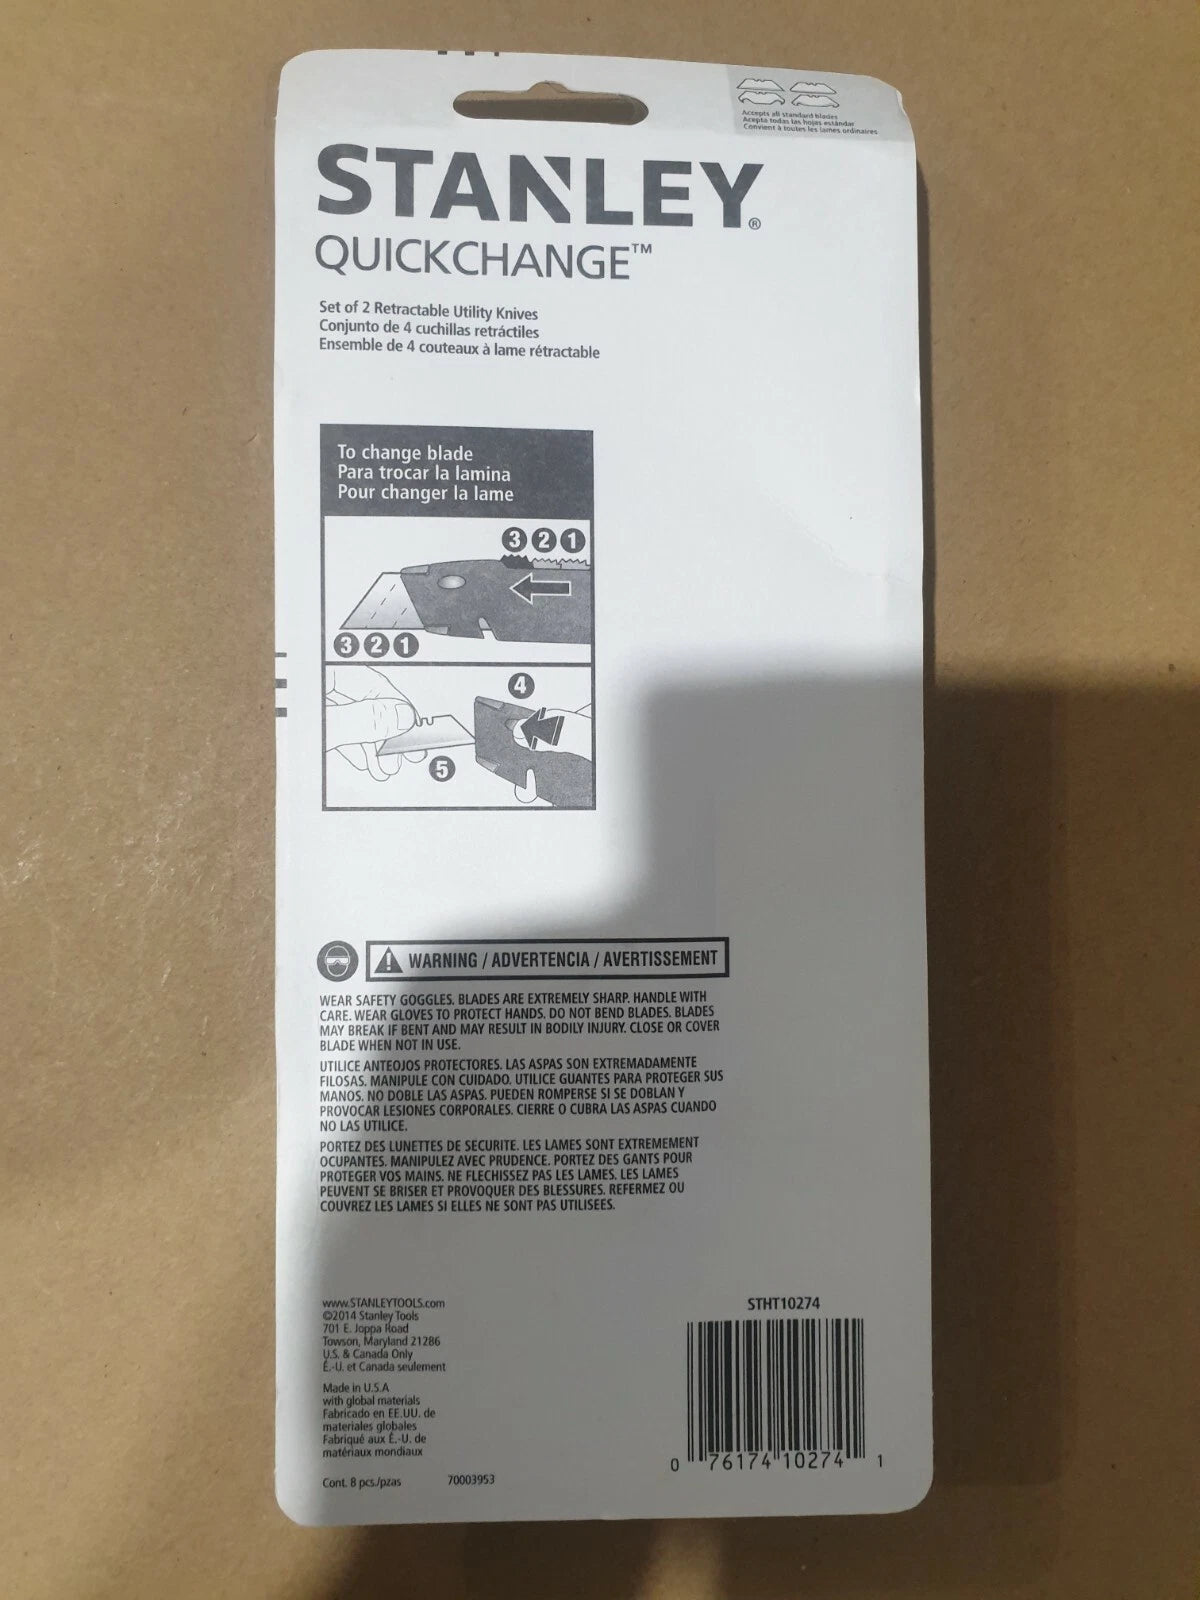 Accepts all standard blades
Acepta todas las hojas estándar
Convient à toutes les lames ordinaires
STANLEY®
QUICKCHANGE™
Set of 2 Retractable Utility Knives
Conjunto de 4 cuchillas retráctiles
Ensemble de 4 couteaux à lame rétractable
To change blade
Para trocar la lamina
Pour changer la lame
3 2 1
3 2 1
4
5
WARNING / ADVERTENCIA / AVERTISSEMENT
WEAR SAFETY GOGGLES. BLADES ARE EXTREMELY SHARP. HANDLE WITH
CARE. WEAR GLOVES TO PROTECT HANDS. DO NOT BEND BLADES. BLADES
MAY BREAK IF BENT AND MAY RESULT IN BODILY INJURY. CLOSE OR COVER
BLADE WHEN NOT IN USE.
UTILICE ANTEOJOS PROTECTORES. LAS ASPAS SON EXTREMADAMENTE
FILOSAS. MANIPULE CON CUIDADO. UTILICE GUANTES PARA PROTEGER SUS
MANOS. NO DOBLE LAS ASPAS. PUEDEN ROMPERSE SI SE DOBLAN Y
PROVOCAR LESIONES CORPORALES. CIERRE O CUBRA LAS ASPAS CUANDO
NO LAS UTILICE.
PORTEZ DES LUNETTES DE SECURITE. LES LAMES SONT EXTREMEMENT
OCUPANTES. MANIPULEZ AVEC PRUDENCE. PORTEZ DES GANTS POUR
PROTEGER VOS MAINS. NE FLECHISSEZ PAS LES LAMES. LES LAMES
PEUVENT SE BRISER ET PROVOQUER DES BLESSURES. REFERMEZ OU
COUVREZ LES LAMES SI ELLES NE SONT PAS UTILISEES.
www.STANLEYTOOLS.com
©2014 Stanley Tools
701 E. Joppa Road
Towson, Maryland 21286
U.S. & Canada Only
É.-U. et Canada seulement
Made in U.S.A
with global materials
Fabricado en EE.UU. de
materiales globales
Fabriqué aux É.-U. de
matériaux mondiaux
Cont. 8 pcs./pzas
70003953
STHT10274
0 76174 10274 1